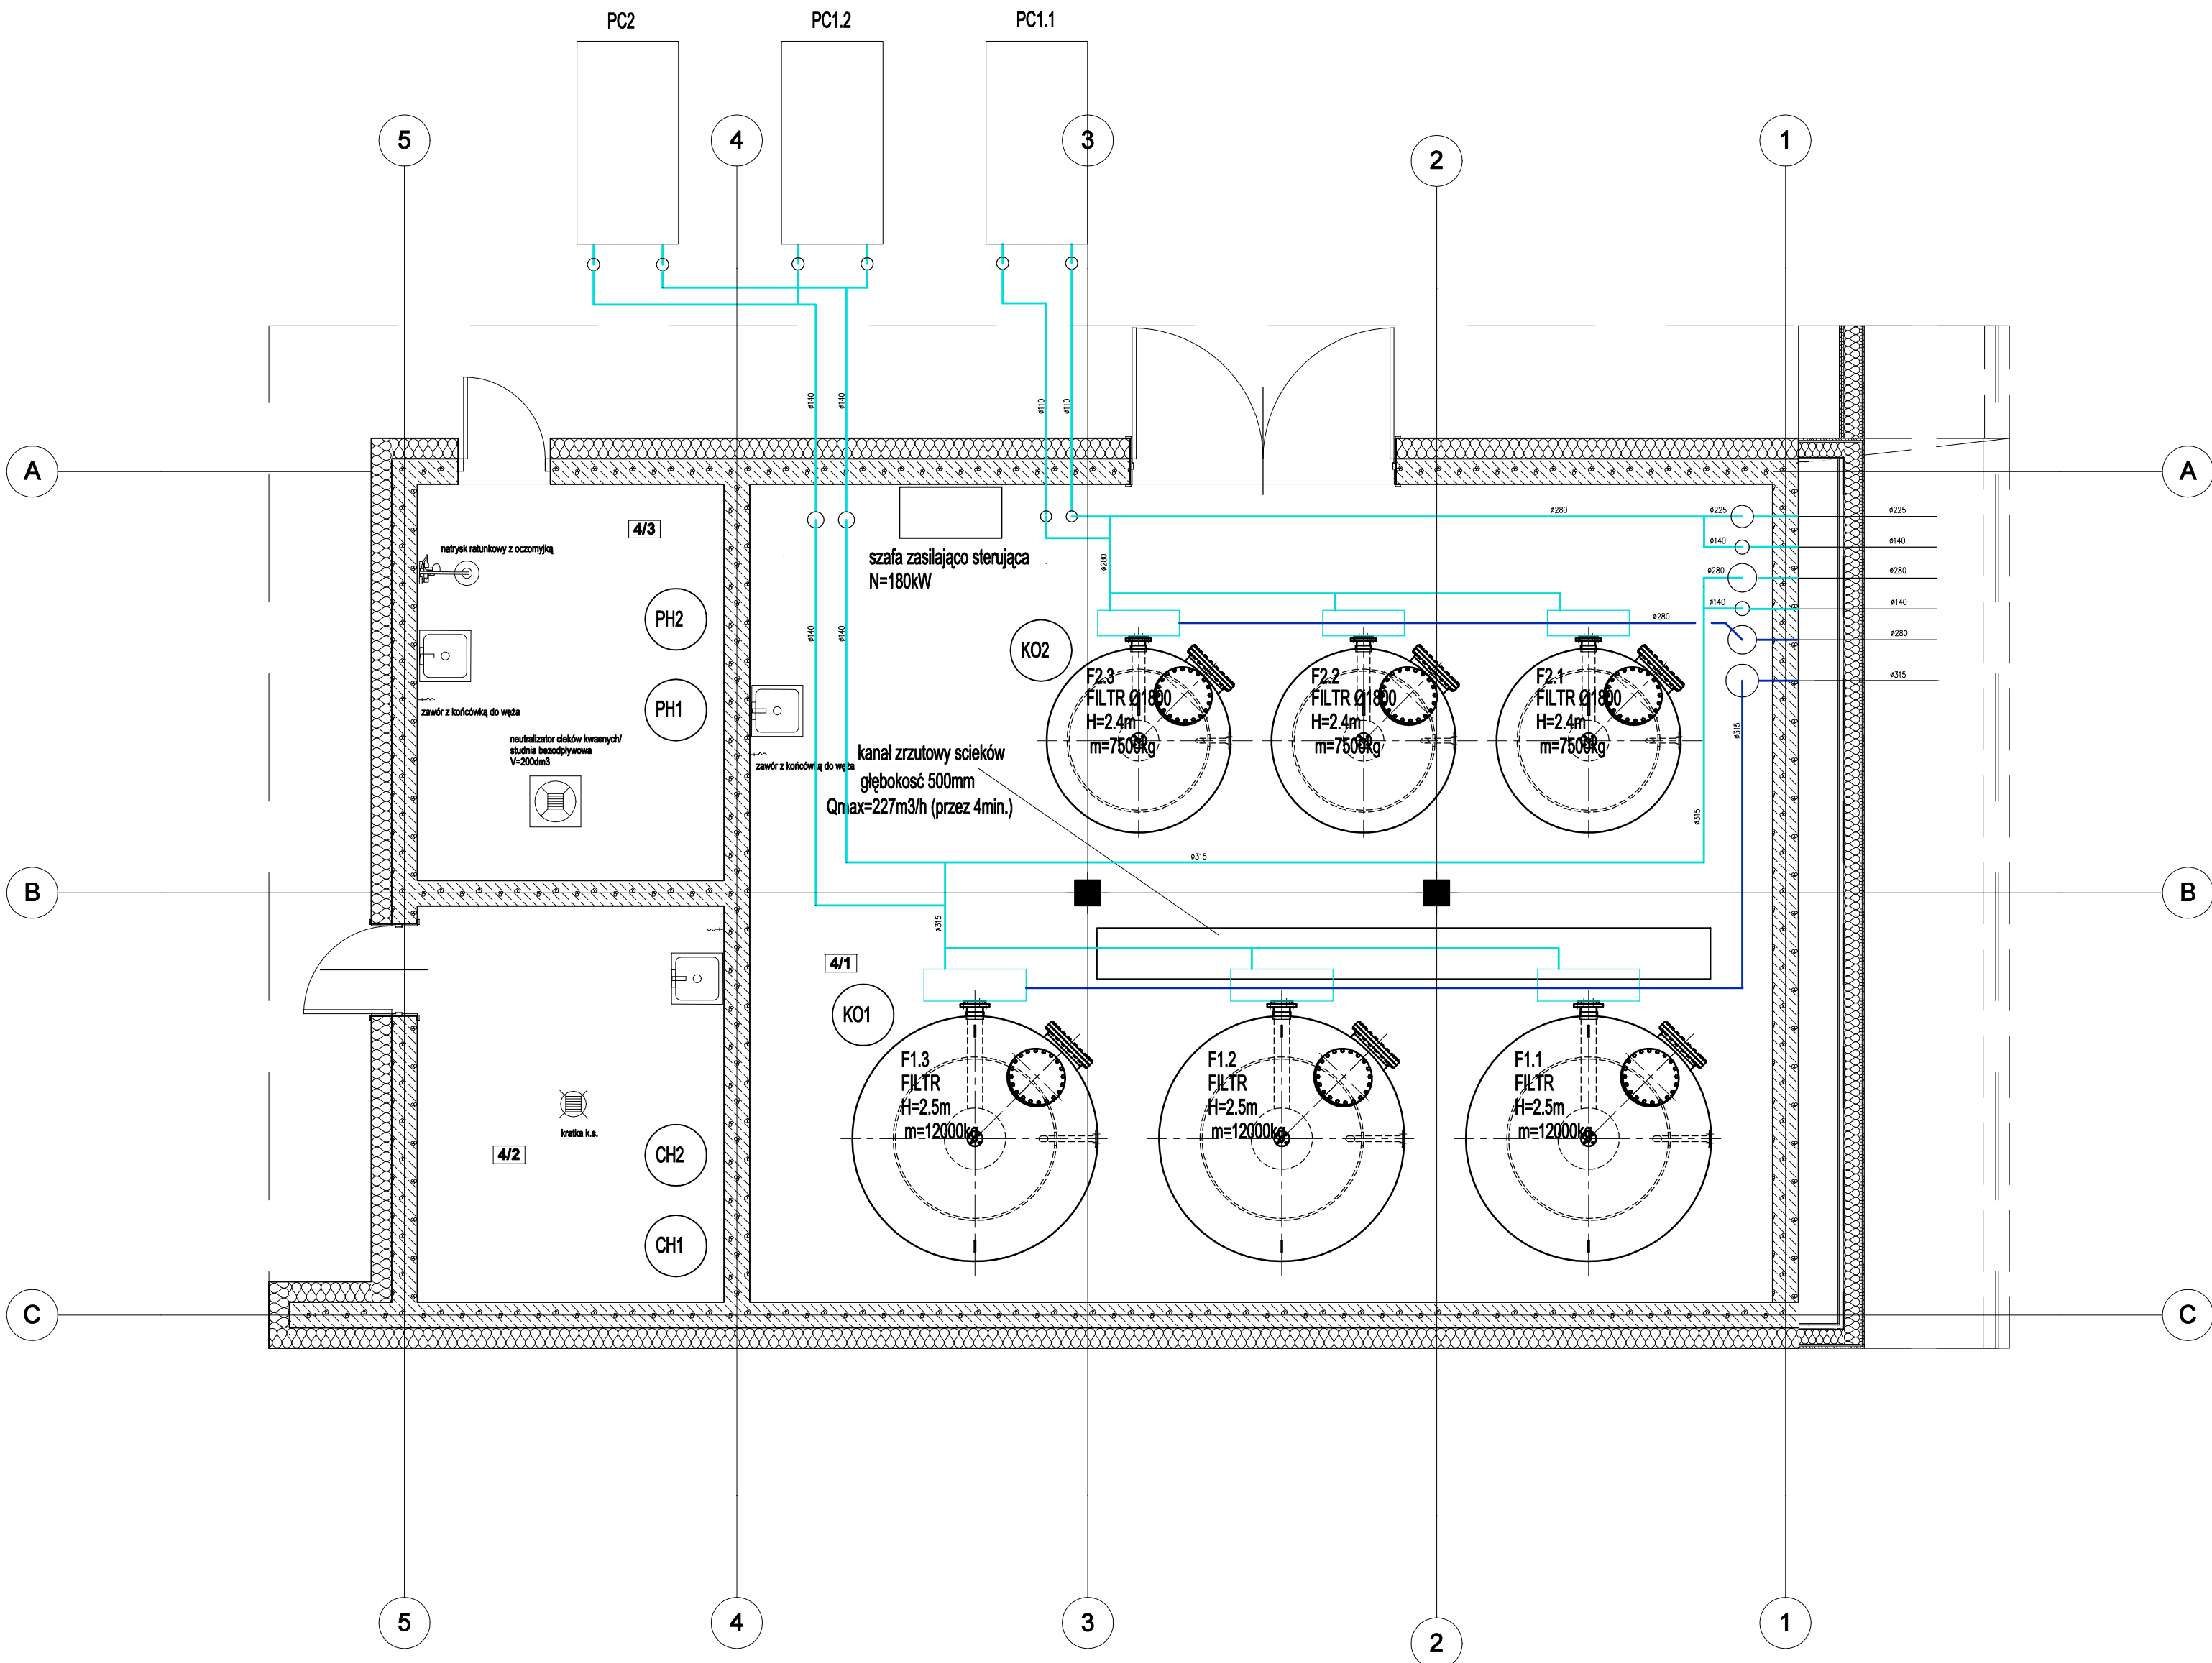 PC2
PC1.2
PC1.1
5
4
3
2
1
A
A
ø140
ø140
ø110
ø110
4/3
natrysk ratunkowy z oczomyjką
szafa zasilająco sterująca
N=180kW
ø280
ø280
ø225
ø225
ø140
ø140
ø280
ø280
ø140
ø140
ø280
ø280
ø315
PH2
PH1
ø140
ø140
KO2
zawór z końcówką do węża
neutralizator cieków kwasnych/
studnia bezodpływowa
V=200dm3
F2.3
FILTR Ø1800
H=2.4m
m=7500kg
F2.2
FILTR Ø1800
H=2.4m
m=7500kg
F2.1
FILTR Ø1800
H=2.4m
m=7500kg
zawór z końcówką do węża
kanał zrzutowy scieków
głębokosć 500mm
Qmax=227m3/h (przez 4min.)
ø315
ø315
ø315
B
B
ø315
4/1
KO1
F1.3
FILTR
H=2.5m
m=12000kg
F1.2
FILTR
H=2.5m
m=12000kg
F1.1
FILTR
H=2.5m
m=12000kg
kratka k.s.
4/2
CH2
CH1
C
C
5
4
3
2
1